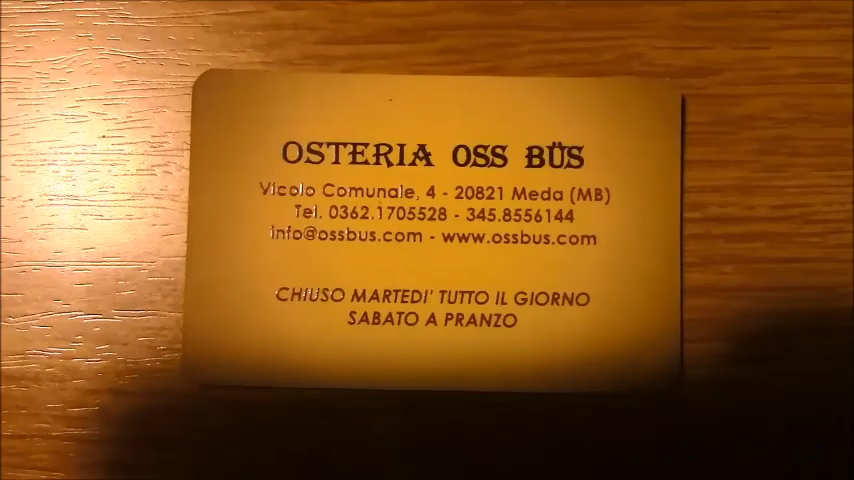 OSTERIA OSS BÜS
Vicolo Comunale, 4 - 20821 Meda (MB)
Tel. 0362.1705528 - 345.8556144
info@ossbus.com - www.ossbus.com
CHIUSO MARTEDI' TUTTO IL GIORNO
SABATO A PRANZO